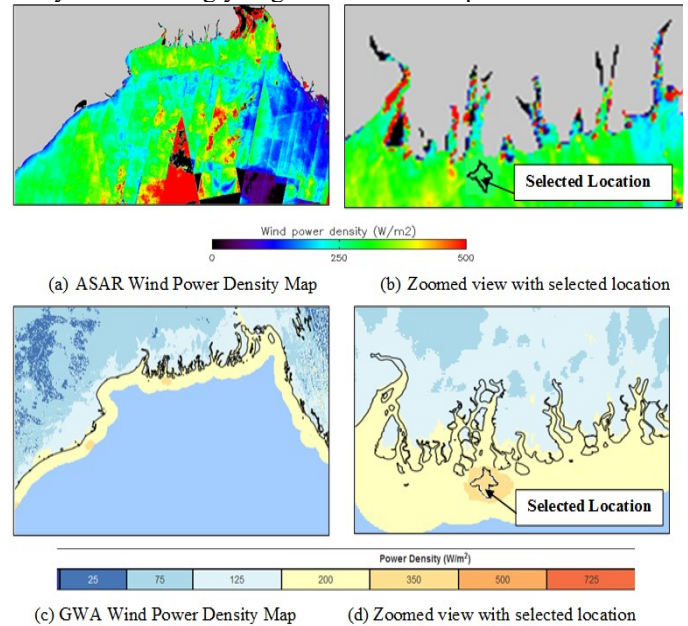 Selected Location
Wind power density (W/m2)
0 250 500
(a) ASAR Wind Power Density Map (b) Zoomed view with selected location
Selected Location
Power Density (W/m²)
25 75 125 200 350 500 725
(c) GWA Wind Power Density Map (d) Zoomed view with selected location